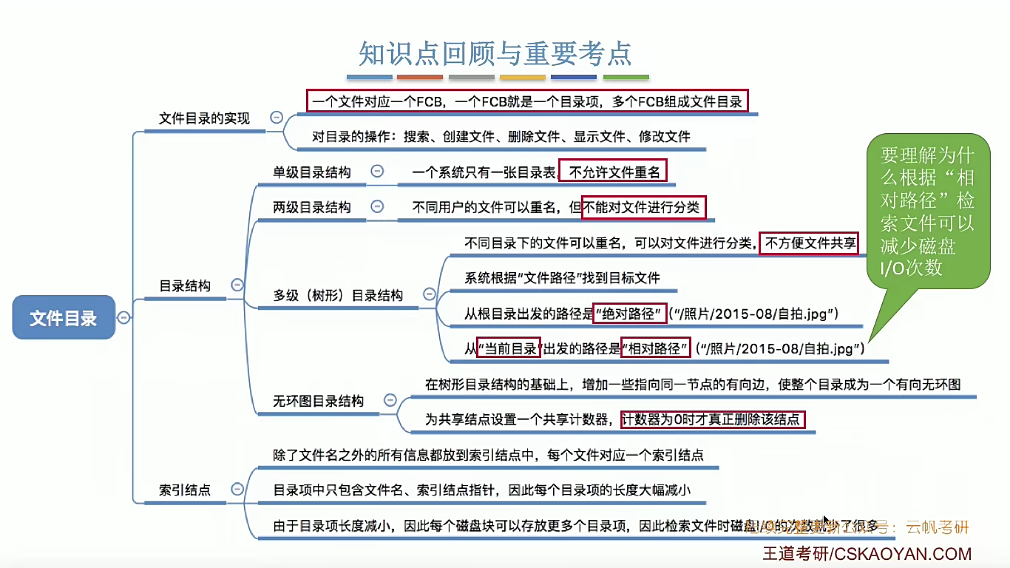 知识点回顾与重要考点
文件目录
文件目录的实现
一个文件对应一个FCB，一个FCB就是一个目录项，多个FCB组成文件目录
对目录的操作：搜索、创建文件、删除文件、显示文件、修改文件
目录结构
单级目录结构
一个系统只有一张目录表，不允许文件重名
两级目录结构
不同用户的文件可以重名，但不能对文件进行分类
多级（树形）目录结构
不同目录下的文件可以重名，可以对文件进行分类，不方便文件共享
系统根据“文件路径”找到目标文件
从根目录出发的路径是“绝对路径”（“/照片/2015-08/自拍.jpg”）
从“当前目录”出发的路径是“相对路径”（“/照片/2015-08/自拍.jpg”）
要理解为什
么根据“相
对路径”检
索文件可以
减少磁盘
I/O次数
无环图目录结构
在树形目录结构的基础上，增加一些指向同一节点的有向边，使整个目录成为一个有向无环图
为共享结点设置一个共享计数器，计数器为0时才真正删除该结点
索引结点
除了文件名之外的所有信息都放到索引结点中，每个文件对应一个索引结点
目录项中只包含文件名、索引结点指针，因此每个目录项的长度大幅减小
由于目录项长度减小，因此每个磁盘块可以存放更多个目录项，因此检索文件时磁盘I/O的次数就少了很多
号：云帆考研
王道考研/CSKAOYAN.COM